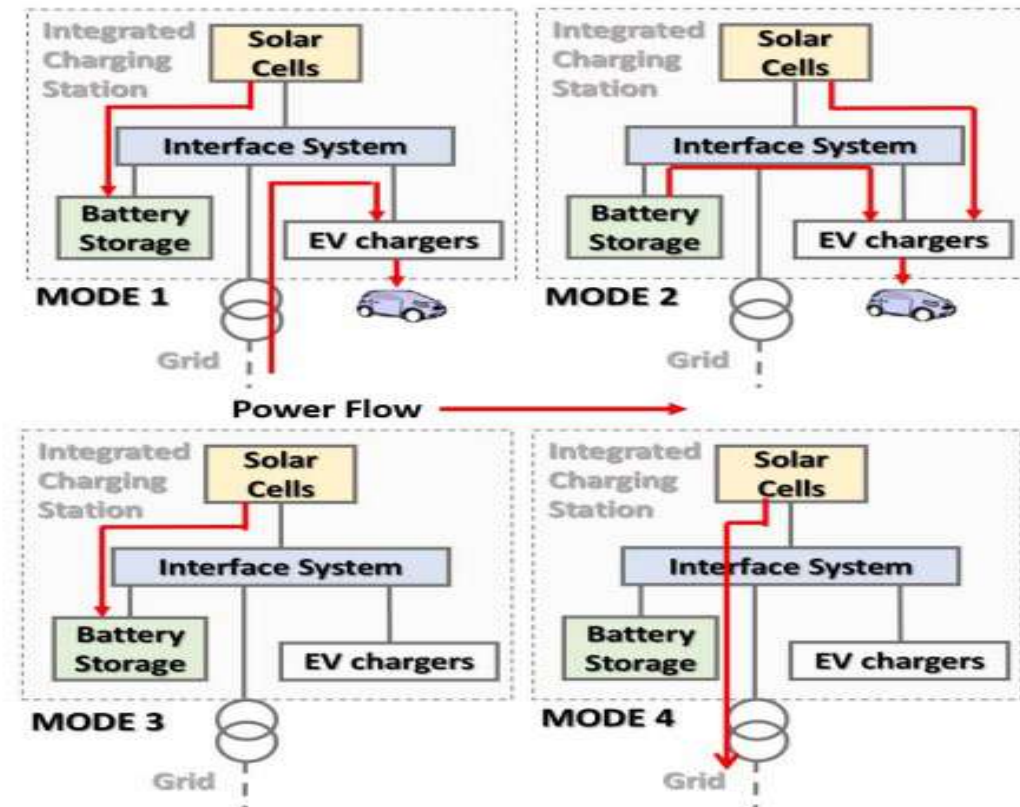 Integrated
Charging
Station
Solar
Cells
Interface System
Battery
Storage
EV chargers
MODE 1
Grid
Integrated
Charging
Station
Solar
Cells
Interface System
Battery
Storage
EV chargers
MODE 2
Grid
Power Flow
Integrated
Charging
Station
Solar
Cells
Interface System
Battery
Storage
EV chargers
MODE 3
Grid
Integrated
Charging
Station
Solar
Cells
Interface System
Battery
Storage
EV chargers
MODE 4
Grid